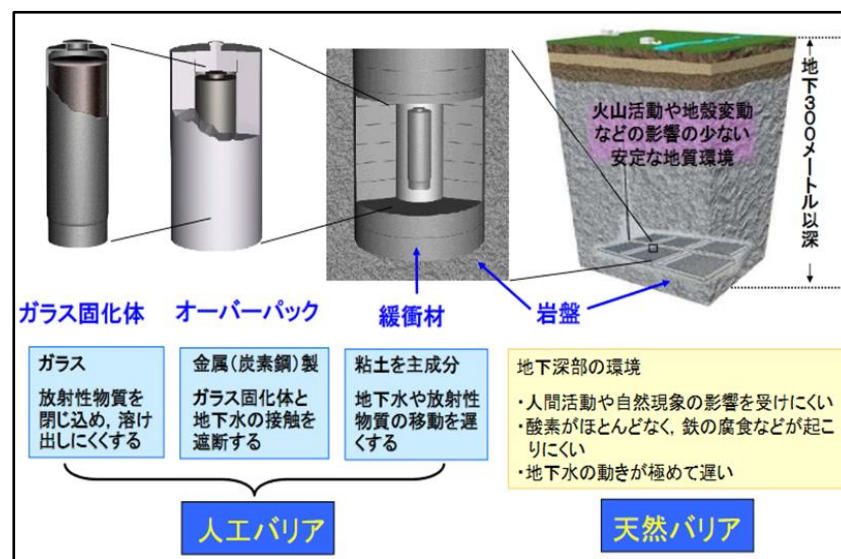 火山活動や地殻変動
などの影響の少ない
安定な地質環境
地下300メートル以深
ガラス固化体
オーバーパック
緩衝材
岩盤
ガラス
放射性物質を
閉じ込め,溶け
出しにくくする
金属(炭素鋼)製
ガラス固化体と
地下水の接触を
遮断する
粘土を主成分
地下水や放射性
物質の移動を遅
くする
地下深部の環境
・人間活動や自然現象の影響を受けにくい
・酸素がほとんどなく,鉄の腐食などが起こ
りにくい
・地下水の動きが極めて遅い
人工バリア
天然バリア